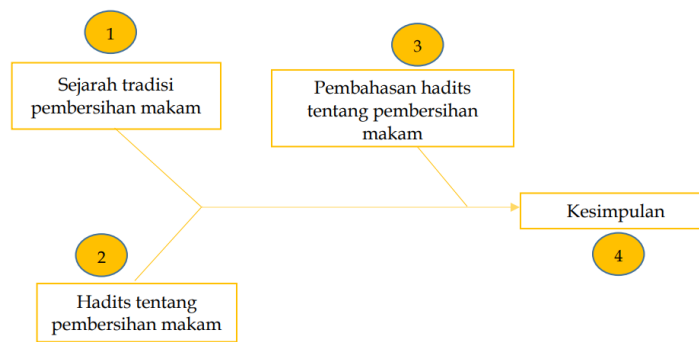 1
Sejarah tradisi
pembersihan makam
3
Pembahasan hadits
tentang pembersihan
makam
2
Hadits tentang
pembersihan makam
Kesimpulan
4